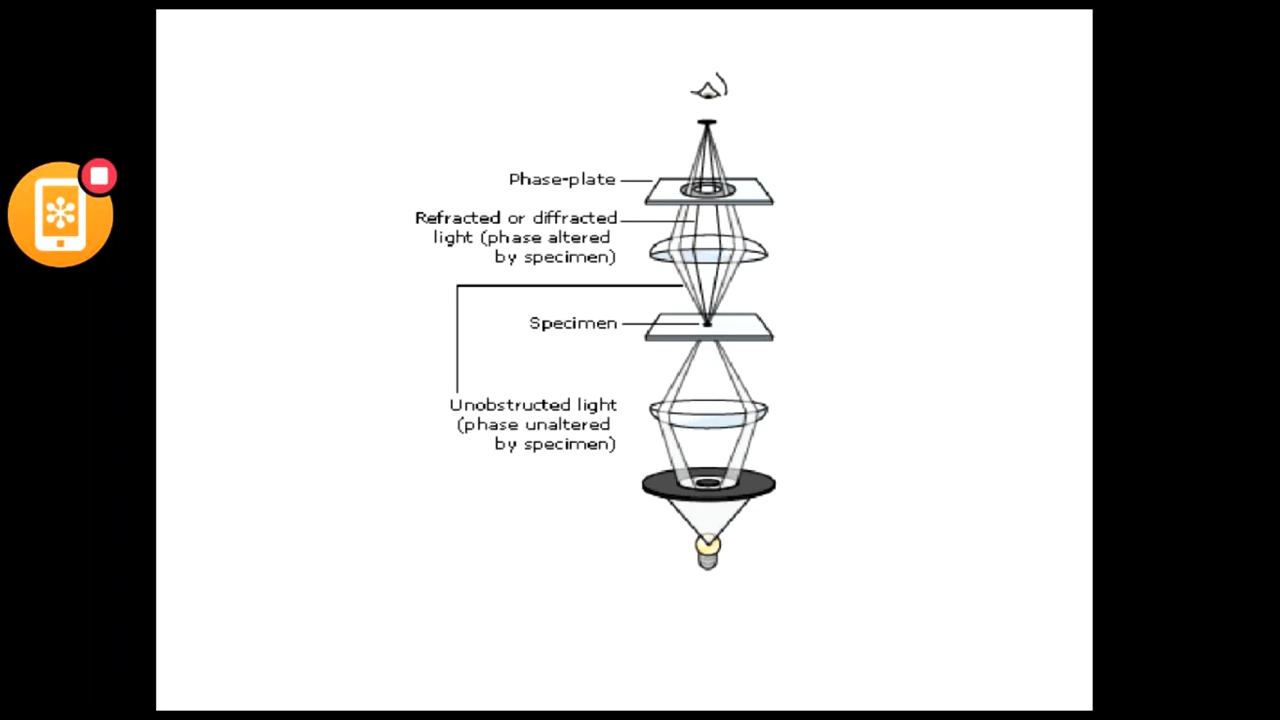 Phase-plate
Refracted or diffracted
light (phase altered
by specimen)
Specimen
Unobstructed light
(phase unaltered
by specimen)